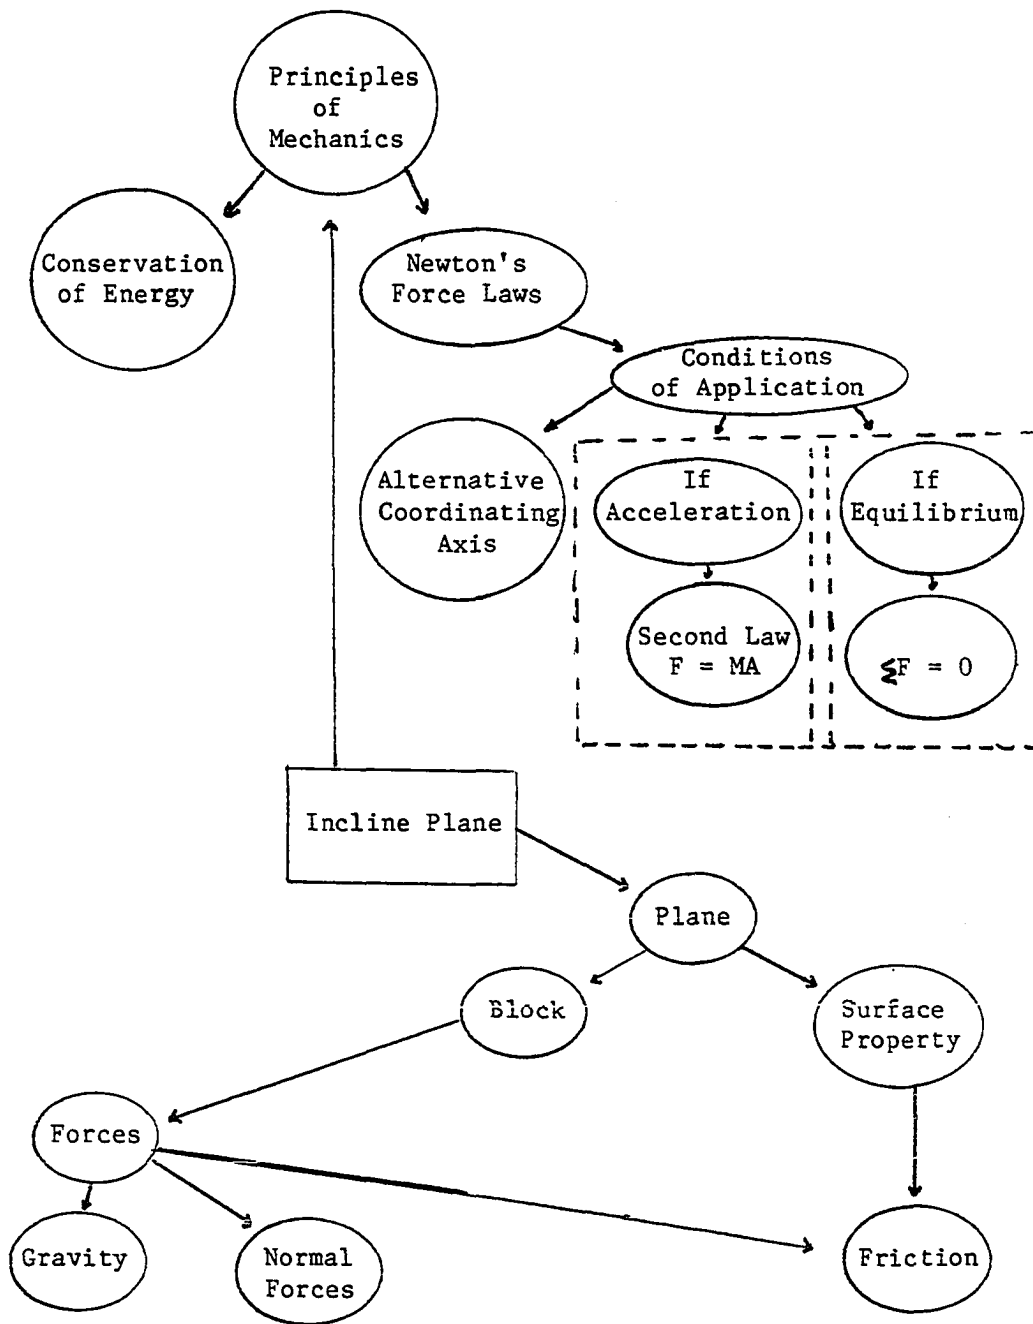 Principles
of
Mechanics
Conservation
of Energy
Newton's
Force Laws
Conditions
of Application
Alternative
Coordinating
Axis
If
Acceleration
If
Equilibrium
Second Law
F = MA
ΣF = 0
Incline Plane
Plane
Block
Surface
Property
Forces
Gravity
Normal
Forces
Friction